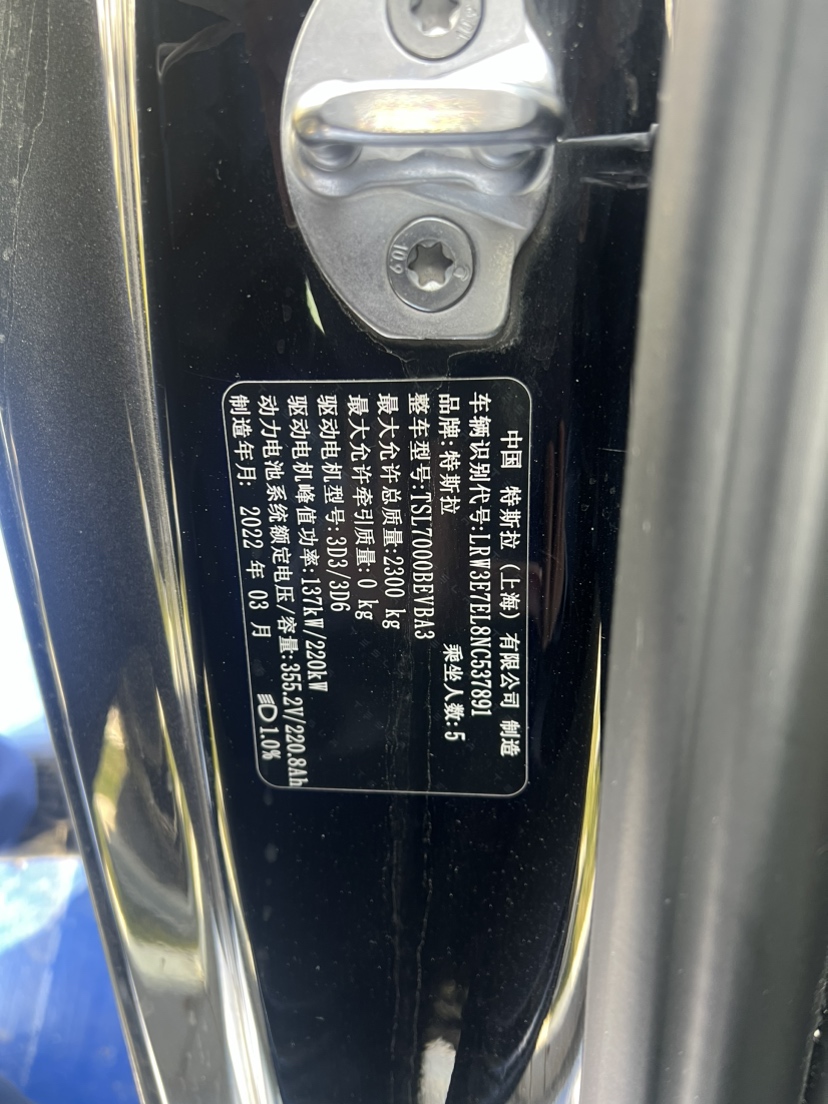 10.9
中国 特斯拉(上海)有限公司 制造
车辆识别代号:LRW3E7EL8NC537891
品牌:特斯拉 乘坐人数:5
整车型号:TSL7000BEVBA3
最大允许总质量:2300 kg
最大允许牵引质量: 0 kg
驱动电机型号:3D3/3D6
驱动电机峰值功率:137kW/220kW
动力电池系统额定电压/容量:355.2V/220.8Ah
制造年月: 2022 年 03 月 1.0%